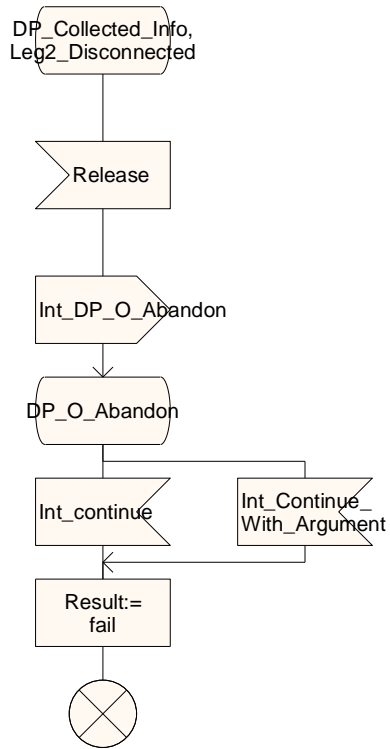 DP_Collected_Info,
Leg2_Disconnected
Release
Int_DP_O_Abandon
DP_O_Abandon
Int_continue
Int_Continue_
With_Argument
Result:=
fail